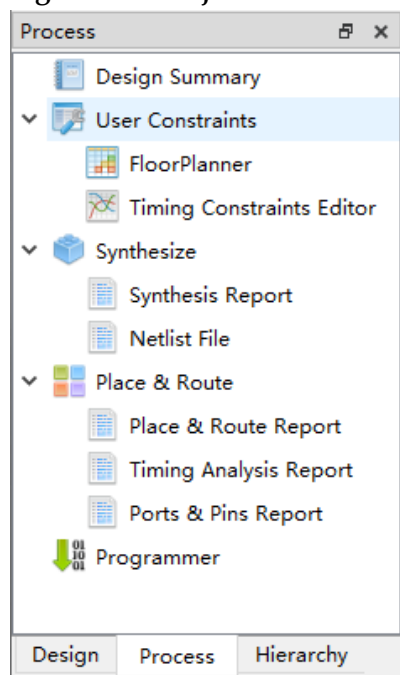 Process
Design Summary
User Constraints
FloorPlanner
Timing Constraints Editor
Synthesize
Synthesis Report
Netlist File
Place & Route
Place & Route Report
Timing Analysis Report
Ports & Pins Report
Programmer
Design Process Hierarchy